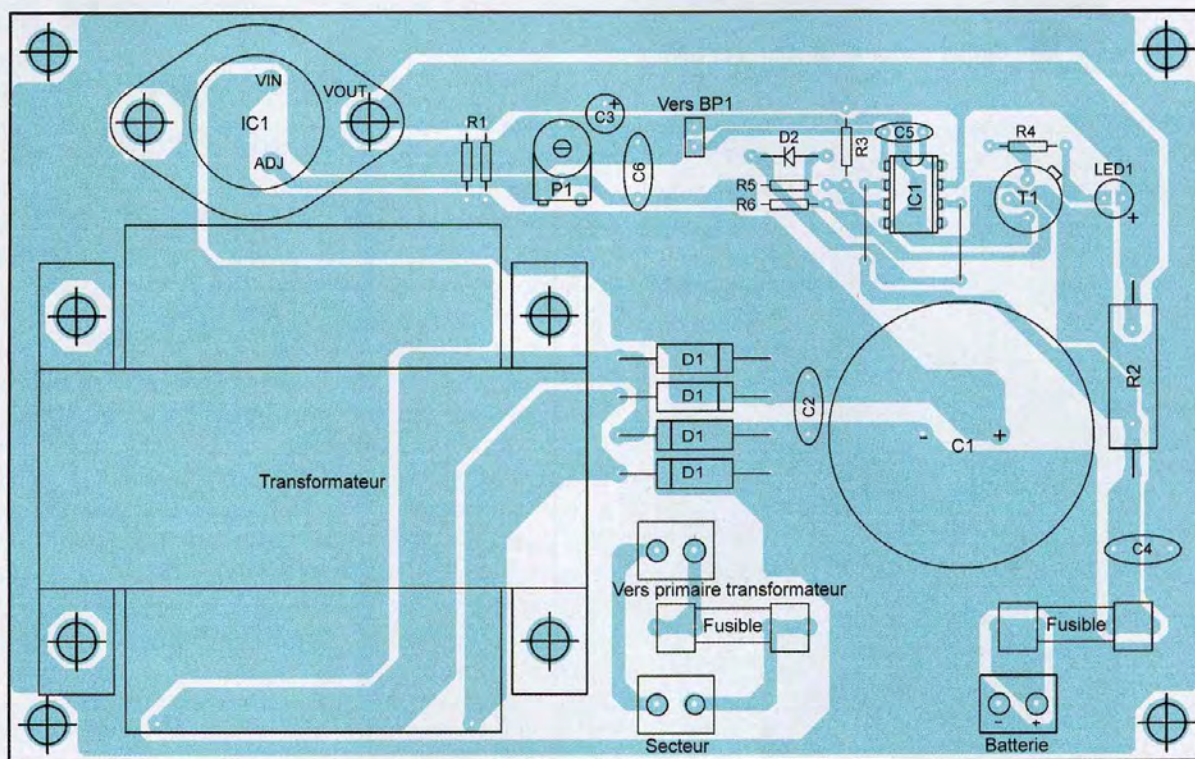 VIN
VOUT
IC1
ADJ
R1
C3
+
P1
C6
Vers BP1
D2
R5
R6
R3
C5
IC1
R4
T1
LED1
+
D1
D1
D1
D1
C2
- +
C1
R2
C4
Transformateur
Vers primaire transformateur
Fusible
Fusible
Secteur
- +
Batterie